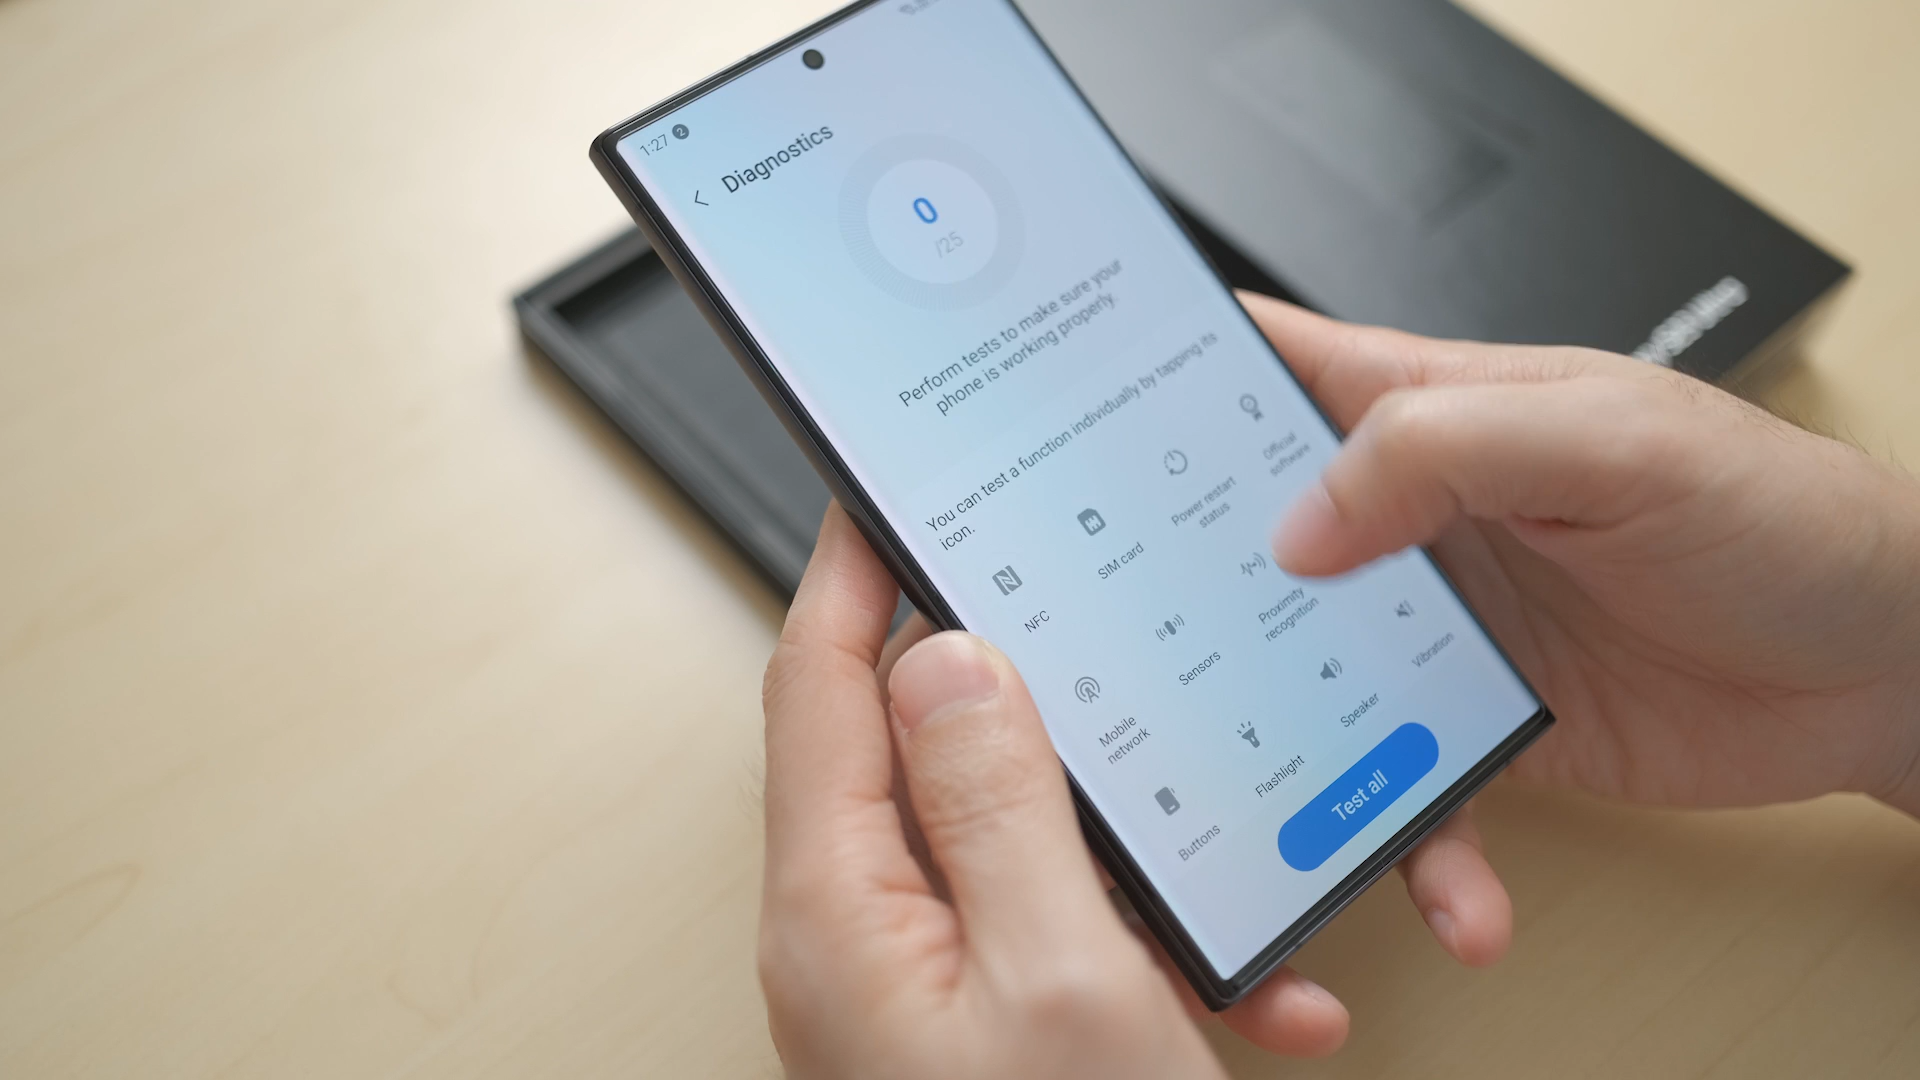 1:27 2
Diagnostics
0
/25
Perform tests to make sure your
phone is working properly.
You can test a function individually by tapping its
icon.
NFC
SIM card
Power restart
status
Official
software
Mobile
network
Sensors
Proximity
recognition
Buttons
Flashlight
Speaker
Vibration
Test all